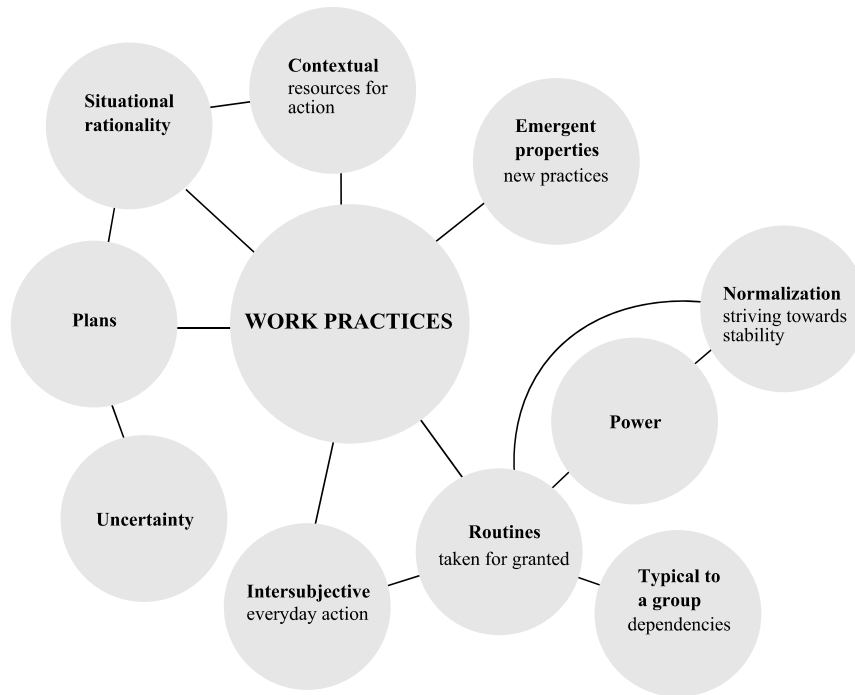 Situational
rationality
Contextual
resources for
action
Emergent
properties
new practices
Plans
WORK PRACTICES
Normalization
striving towards
stability
Power
Uncertainty
Routines
taken for granted
Intersubjective
everyday action
Typical to
a group
dependencies